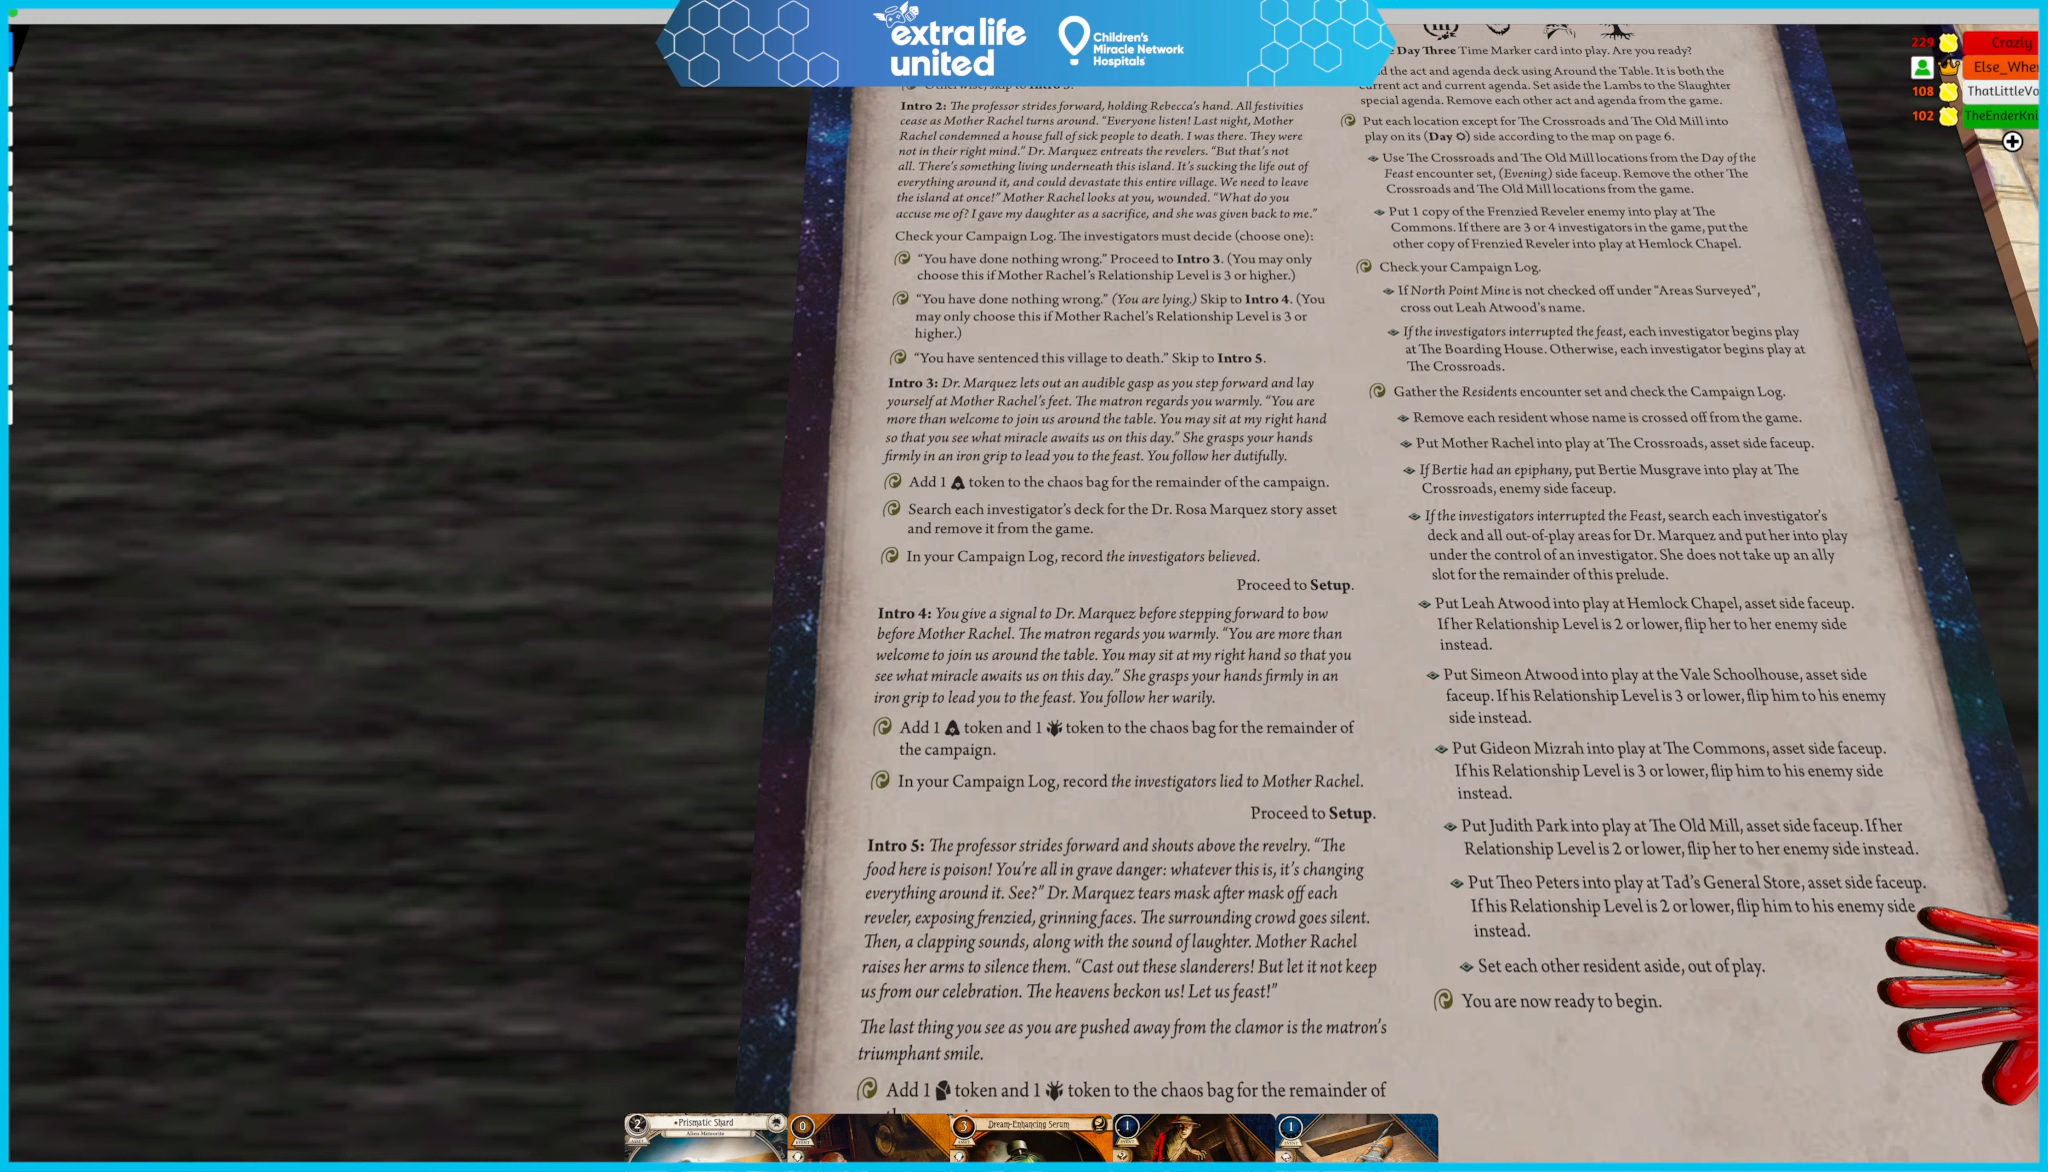 extralife
united
Children's
Miracle Network
Hospitals
229
Crazly
108
ThatLittleVo
102
TheEnderKni
Intro 2: The professor strides forward, holding Rebecca's hand. All festivities
cease as Mother Rachel turns around. “Everyone listen! Last night, Mother
Rachel condemned a house full of sick people to death. I was there. They were
not in their right mind.” Dr. Marquez entreats the revelers. “But that's not
all. There's something living underneath this island. It's sucking the life out of
everything around it, and could devastate this entire village. We need to leave
the island at once!” Mother Rachel looks at you, wounded. “What do you
accuse me of? I gave my daughter as a sacrifice, and she was given back to me.”
Check your Campaign Log. The investigators must decide (choose one):
“You have done nothing wrong.” Proceed to Intro 3. (You may only
choose this if Mother Rachel's Relationship Level is 3 or higher.)
“You have done nothing wrong.” (You are lying.) Skip to Intro 4. (You
may only choose this if Mother Rachel's Relationship Level is 3 or
higher.)
“You have sentenced this village to death.” Skip to Intro 5.
Intro 3: Dr. Marquez lets out an audible gasp as you step forward and lay
yourself at Mother Rachel's feet. The matron regards you warmly. “You are
more than welcome to join us around the table. You may sit at my right hand
so that you see what miracle awaits us on this day.” She grasps your hands
firmly in an iron grip to lead you to the feast. You follow her dutifully.
Add 1 token to the chaos bag for the remainder of the campaign.
Search each investigator's deck for the Dr. Rosa Marquez story asset
and remove it from the game.
In your Campaign Log, record the investigators believed.
Proceed to Setup.
Intro 4: You give a signal to Dr. Marquez before stepping forward to bow
before Mother Rachel. The matron regards you warmly. “You are more than
welcome to join us around the table. You may sit at my right hand so that you
see what miracle awaits us on this day.” She grasps your hands firmly in an
iron grip to lead you to the feast. You follow her warily.
Add 1 token and 1 token to the chaos bag for the remainder of
the campaign.
In your Campaign Log, record the investigators lied to Mother Rachel.
Proceed to Setup.
Intro 5: The professor strides forward and shouts above the revelry. “The
food here is poison! You're all in grave danger: whatever this is, it's changing
everything around it. See?” Dr. Marquez tears mask after mask off each
reveler, exposing frenzied, grinning faces. The surrounding crowd goes silent.
Then, a clapping sounds, along with the sound of laughter. Mother Rachel
raises her arms to silence them. “Cast out these slanderers! But let it not keep
us from our celebration. The heavens beckon us! Let us feast!”
The last thing you see as you are pushed away from the clamor is the matron's
triumphant smile.
Add 1 token and 1 token to the chaos bag for the remainder of
Day Three Time Marker card into play. Are you ready?
the act and agenda deck using Around the Table. It is both the
current act and current agenda. Set aside the Lambs to the Slaughter
special agenda. Remove each other act and agenda from the game.
Put each location except for The Crossroads and The Old Mill into
play on its (Day) side according to the map on page 6.
Use The Crossroads and The Old Mill locations from the Day of the
Feast encounter set, (Evening) side faceup. Remove the other The
Crossroads and The Old Mill locations from the game.
Put 1 copy of the Frenzied Reveler enemy into play at The
Commons. If there are 3 or 4 investigators in the game, put the
other copy of Frenzied Reveler into play at Hemlock Chapel.
Check your Campaign Log.
If North Point Mine is not checked off under “Areas Surveyed”,
cross out Leah Atwood's name.
If the investigators interrupted the feast, each investigator begins play
at The Boarding House. Otherwise, each investigator begins play at
The Crossroads.
Gather the Residents encounter set and check the Campaign Log.
Remove each resident whose name is crossed off from the game.
Put Mother Rachel into play at The Crossroads, asset side faceup.
If Bertie had an epiphany, put Bertie Musgrave into play at The
Crossroads, enemy side faceup.
If the investigators interrupted the Feast, search each investigator's
deck and all out-of-play areas for Dr. Marquez and put her into play
under the control of an investigator. She does not take up an ally
slot for the remainder of this prelude.
Put Leah Atwood into play at Hemlock Chapel, asset side faceup.
If her Relationship Level is 2 or lower, flip her to her enemy side
instead.
Put Simeon Atwood into play at the Vale Schoolhouse, asset side
faceup. If his Relationship Level is 3 or lower, flip him to his enemy
side instead.
Put Gideon Mizrah into play at The Commons, asset side faceup.
If his Relationship Level is 3 or lower, flip him to his enemy side
instead.
Put Judith Park into play at The Old Mill, asset side faceup. If her
Relationship Level is 2 or lower, flip her to her enemy side instead.
Put Theo Peters into play at Tad's General Store, asset side faceup.
If his Relationship Level is 2 or lower, flip him to his enemy side
instead.
Set each other resident aside, out of play.
You are now ready to begin.
2
Prismatic Shard
Alien Meteorite
0
3
Dream-Enhancing Serum
1
1